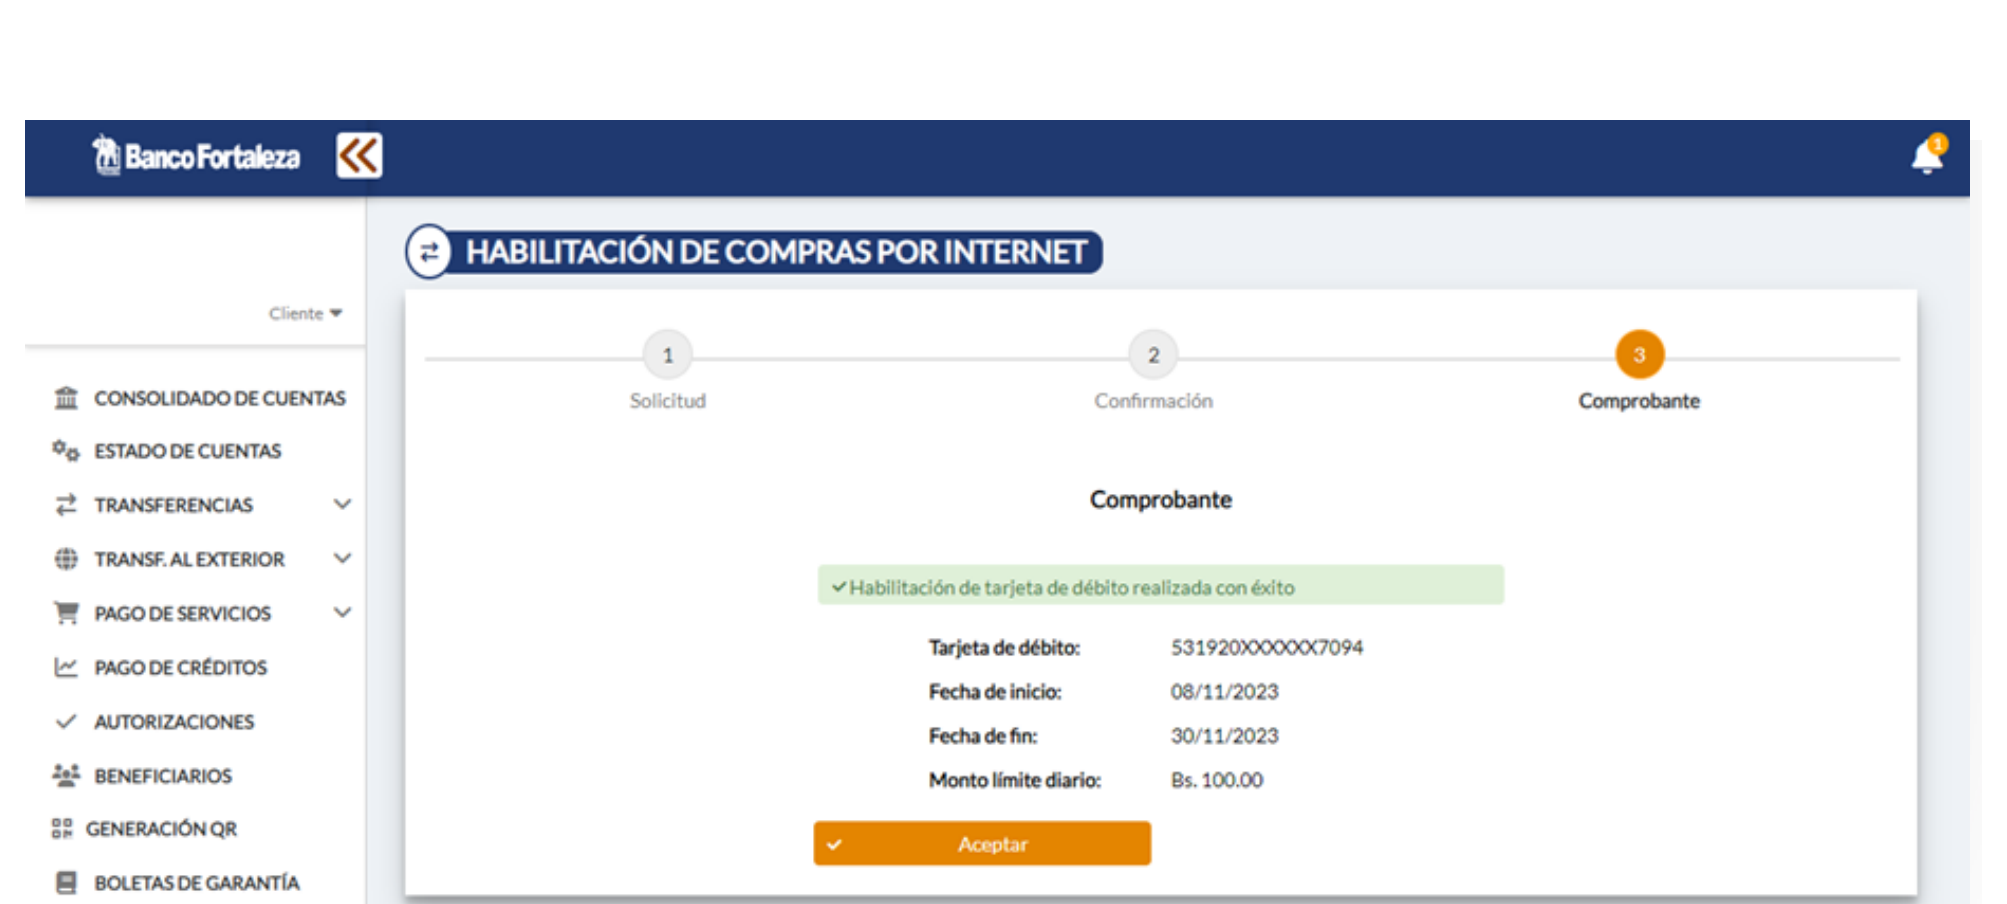 Banco Fortaleza
1
HABILITACIÓN DE COMPRAS POR INTERNET
Cliente
CONSOLIDADO DE CUENTAS
ESTADO DE CUENTAS
TRANSFERENCIAS
TRANSF. AL EXTERIOR
PAGO DE SERVICIOS
PAGO DE CRÉDITOS
AUTORIZACIONES
BENEFICIARIOS
GENERACIÓN QR
BOLETAS DE GARANTÍA
1 2 3
Solicitud Confirmación Comprobante
Comprobante
Habilitación de tarjeta de débito realizada con éxito
Tarjeta de débito: 531920XXXXXX7094
Fecha de inicio: 08/11/2023
Fecha de fin: 30/11/2023
Monto límite diario: Bs. 100.00
Aceptar